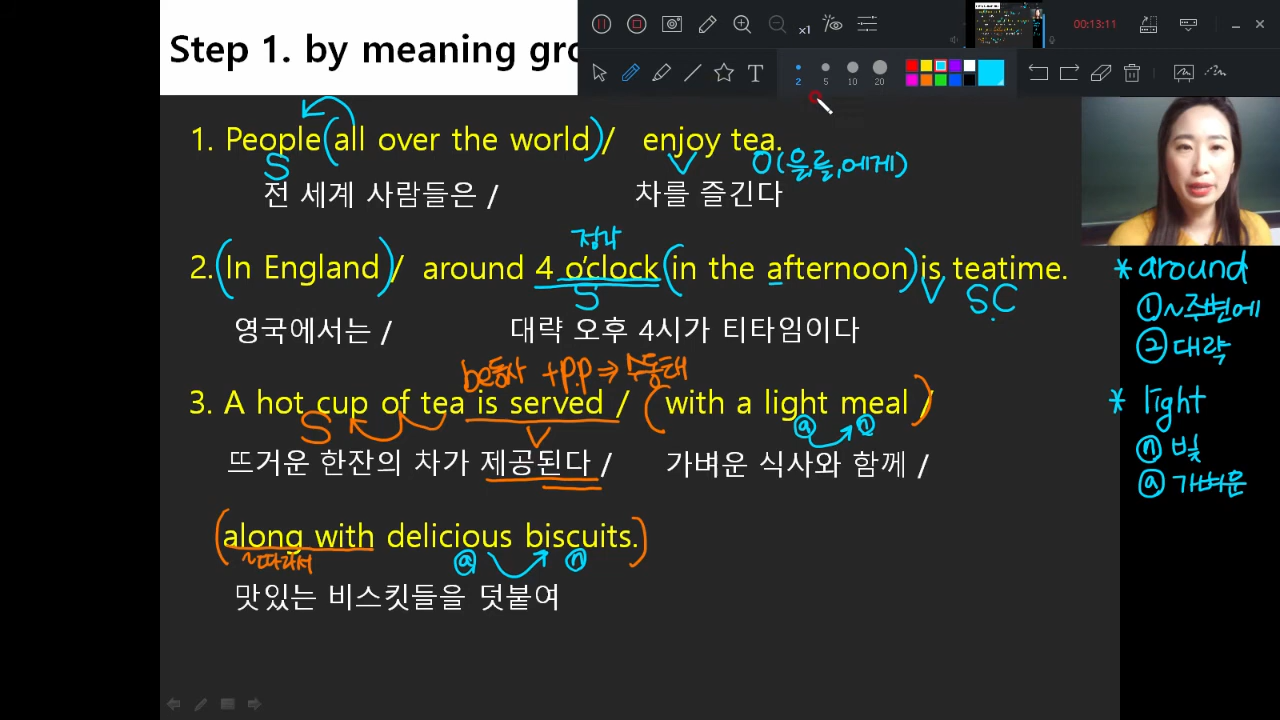 Step 1. by meaning gro
x1
00:13:11
T
2 5 10 20
1. People (all over the world) / enjoy tea.
S V O(을,를,에게)
전 세계 사람들은 / 차를 즐긴다
정각
2. (In England) / around 4 o'clock (in the afternoon) is teatime.
S V SC
영국에서는 / 대략 오후 4시가 티타임이다
be동사 +p.p ⇒ 수동태
3. A hot cup of tea is served / (with a light meal /)
S V ⓐ ⓝ
뜨거운 한잔의 차가 제공된다 / 가벼운 식사와 함께 /
(along with delicious biscuits.)
~따라서 ⓐ ⓝ
맛있는 비스킷들을 덧붙여
* around
① ~주변에
② 대략
* light
ⓝ 빛
ⓐ 가벼운